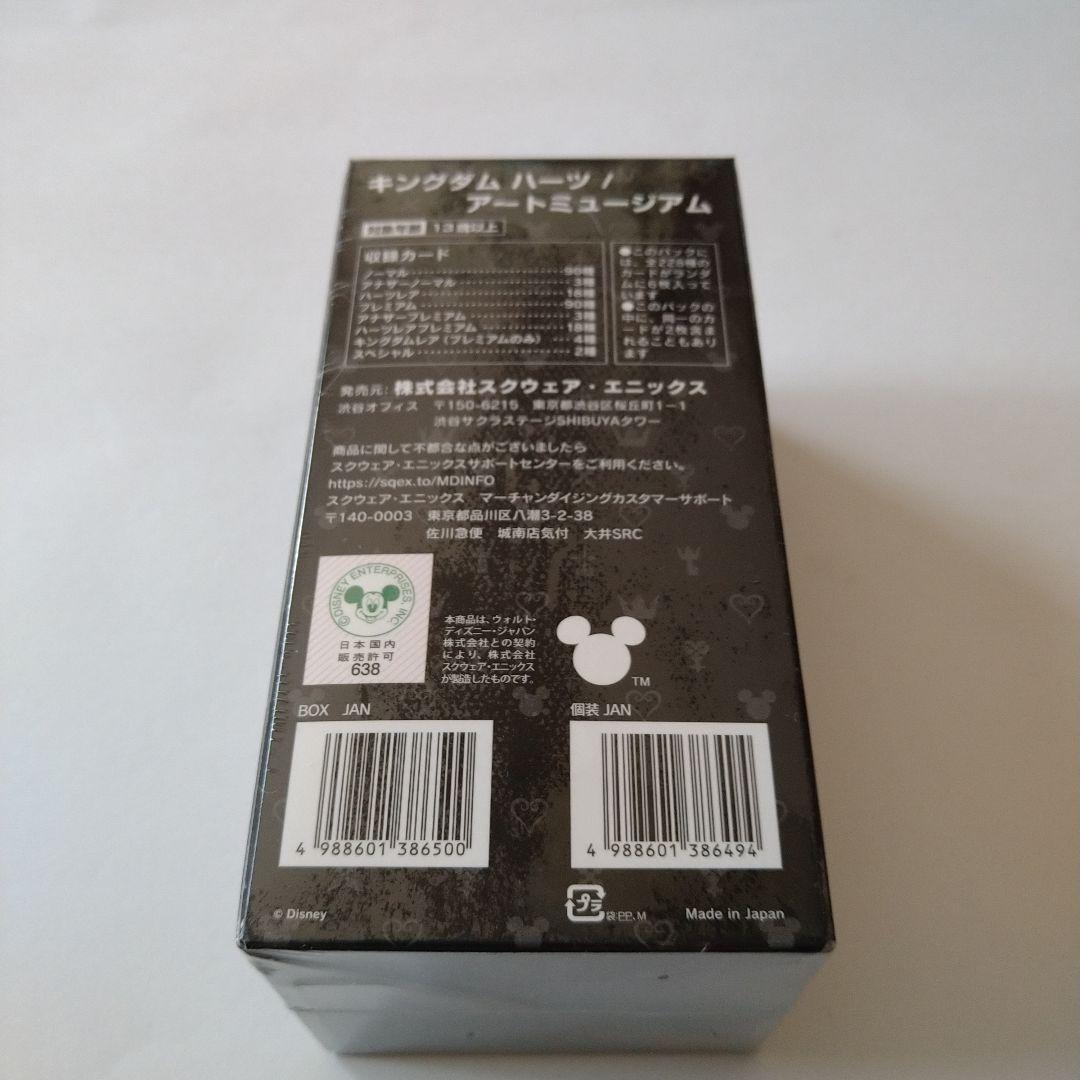 キングダム ハーツ /
アートミュージアム
対象年齢 13歳以上
収録カード
ノーマル 96種
アナザーノーマル 3種
ハーツレア 18種
プレミアム 90種
アナザープレミアム 3種
ハーツレアプレミアム 18種
キングダムレア(プレミアムのみ) 4種
スペシャル 2種
●このパックに
は、全228種の
カードがランダ
ムに6枚入って
います
●このパックの
中に、同一のカ
ードが2枚含ま
れることもあり
ます
発売元: 株式会社スクウェア・エニックス
渋谷オフィス 〒150-6215 東京都渋谷区桜丘町1-1
渋谷サクラステージSHIBUYAタワー
商品に関して不都合な点がございましたら
スクウェア・エニックスサポートセンターをご利用ください。
https://sqex.to/MDINFO
スクウェア・エニックス マーチャンダイジングカスタマーサポート
〒140-0003 東京都品川区八潮3-2-38
佐川急便 城南店気付 大井SRC
©DISNEY ENTERPRISES, INC.
日本国内
販売許可
638
本商品は、ウォルト・
ディズニー・ジャパン
株式会社との契約
により、株式会社
スクウェア・エニックス
が製造したものです。
TM
BOX JAN
4 988601 386500
個装 JAN
4 988601 386494
© Disney
プラ
袋:PP、M
Made in Japan